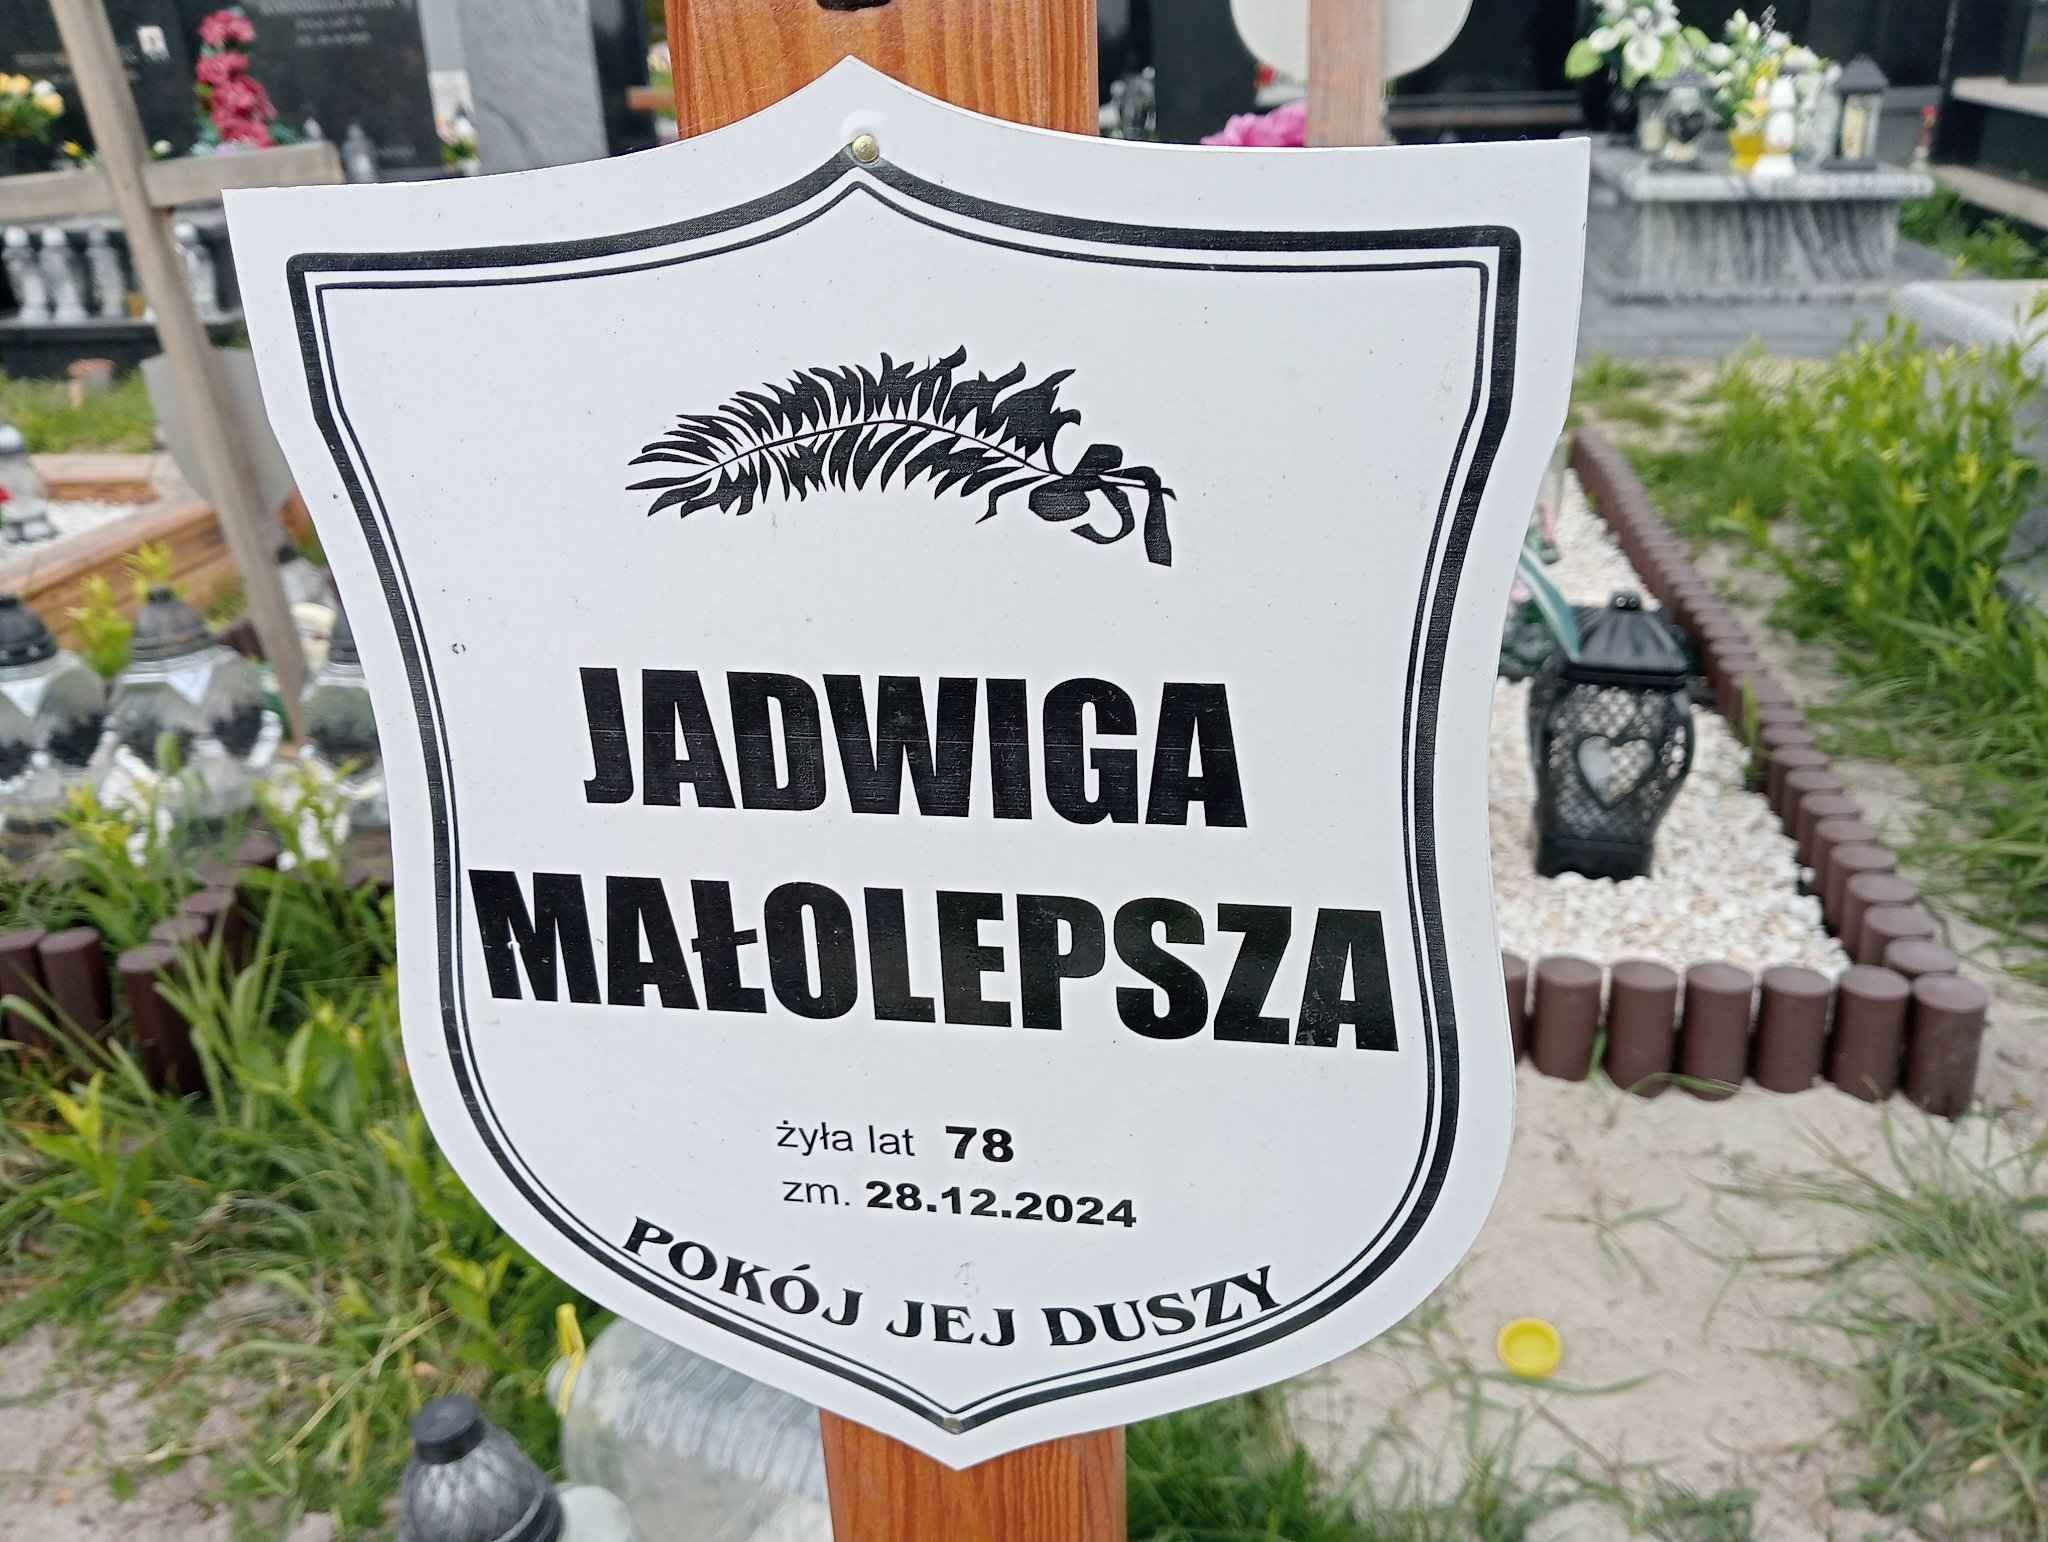 JADWIGA
MAŁOLEPSZA
żyła lat 78
zm. 28.12.2024
POKÓJ JEJ DUSZY